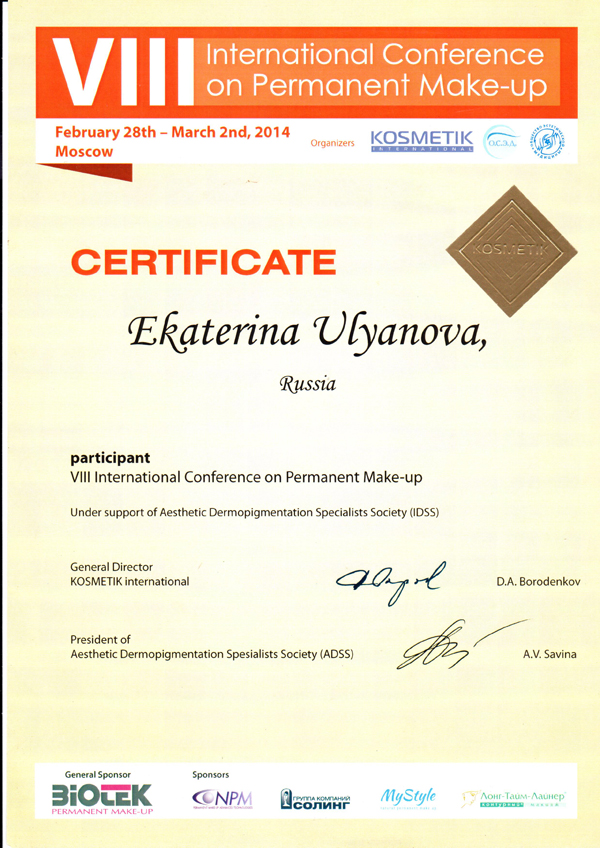 VIII International Conference
on Permanent Make-up
February 28th – March 2nd, 2014
Moscow
Organizers
KOSMETIK
INTERNATIONAL
О.С.Э.Д.
KOSMETIK
CERTIFICATE
Ekaterina Ulyanova,
Russia
participant
VIII International Conference on Permanent Make-up
Under support of Aesthetic Dermopigmentation Specialists Society (IDSS)
General Director
KOSMETIK international
D.A. Borodenkov
President of
Aesthetic Dermopigmentation Spesialists Society (ADSS)
A.V. Savina
General Sponsor
Sponsors
BIOTEK
PERMANENT MAKE-UP
NPM
ГРУППА КОМПАНИЙ
СОЛИНГ
MyStyle
Лонг-Тайм-Лайнер